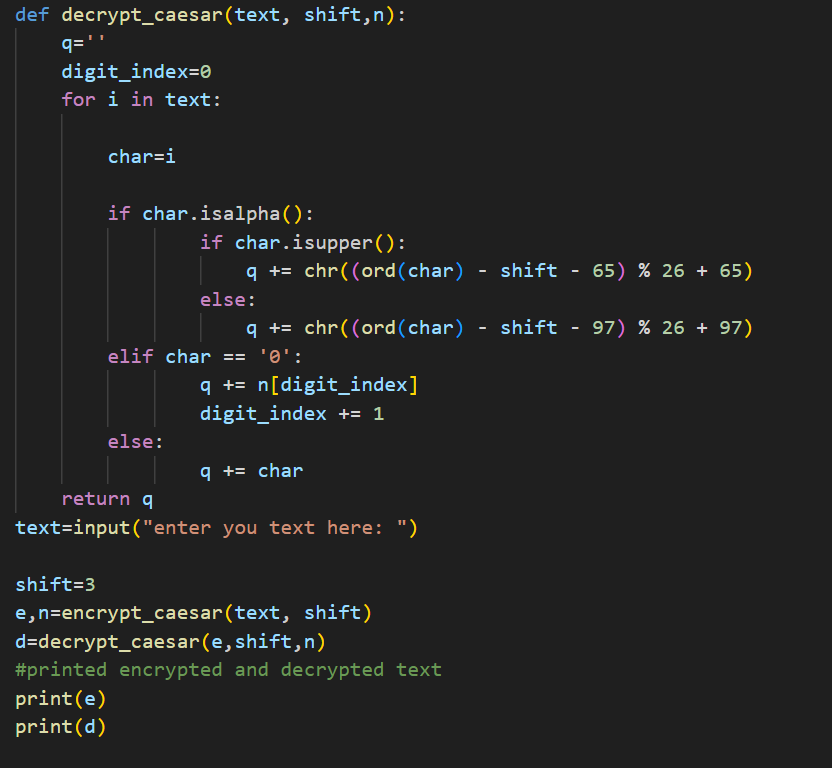 def decrypt_caesar(text, shift,n):
    q=''
    digit_index=0
    for i in text:
        char=i
        if char.isalpha():
                if char.isupper():
                    q += chr((ord(char) - shift - 65) % 26 + 65)
                else:
                    q += chr((ord(char) - shift - 97) % 26 + 97)
        elif char == '0':
                q += n[digit_index]
                digit_index += 1
        else:
                q += char
    return q
text=input("enter you text here: ")
shift=3
e,n=encrypt_caesar(text, shift)
d=decrypt_caesar(e,shift,n)
#printed encrypted and decrypted text
print(e)
print(d)